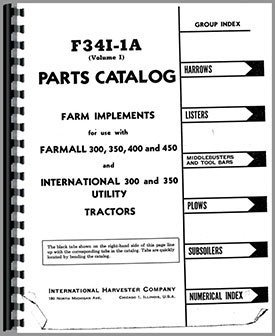 F34I-1A
(Volume I)
PARTS CATALOG
FARM IMPLEMENTS
for use with
FARMALL 300, 350, 400 and 450
and
INTERNATIONAL 300 and 350
UTILITY
TRACTORS
The black tabs shown on the right-hand side of this page line
up with the corresponding tabs in the catalog. Tabs are quickly
located by bending the catalog.
INTERNATIONAL HARVESTER COMPANY
180 NORTH MICHIGAN AVE. CHICAGO 1, ILLINOIS, U.S.A.
GROUP INDEX
HARROWS
LISTERS
MIDDLEBUSTERS
AND TOOL BARS
PLOWS
SUBSOILERS
NUMERICAL INDEX